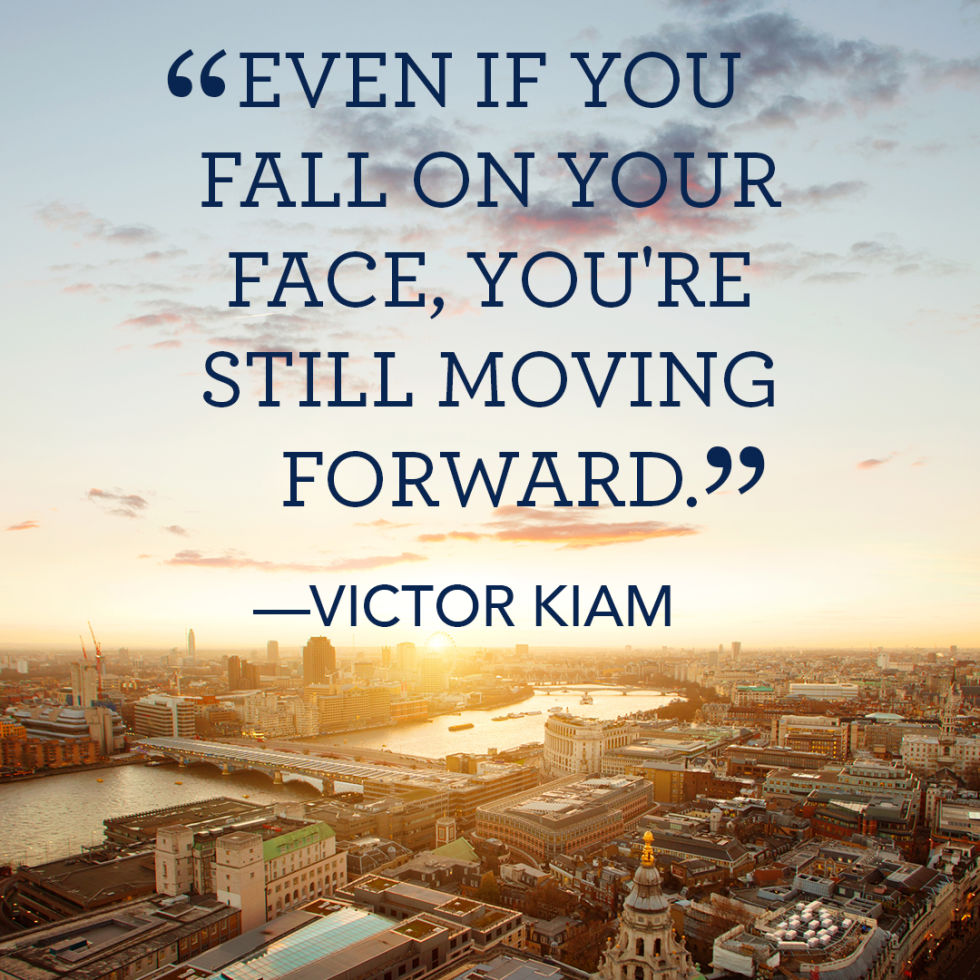 “EVEN IF YOU
FALL ON YOUR
FACE, YOU'RE
STILL MOVING
FORWARD.”
—VICTOR KIAM